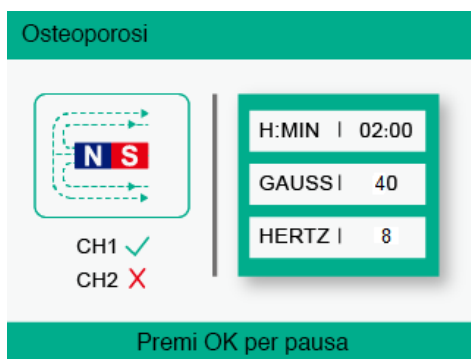 Osteoporosi
N S
CH1 ✓
CH2 X
H:MIN | 02:00
GAUSS | 40
HERTZ | 8
Premi OK per pausa